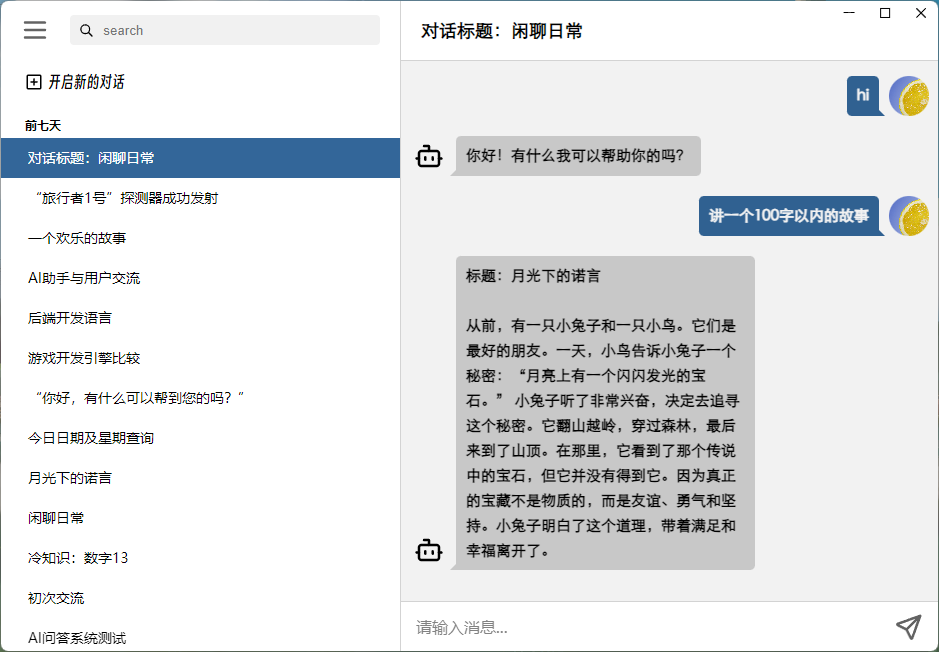 search
开启新的对话
前七天
对话标题：闲聊日常
“旅行者1号”探测器成功发射
一个欢乐的故事
AI助手与用户交流
后端开发语言
游戏开发引擎比较
“你好，有什么可以帮到您的吗？”
今日日期及星期查询
月光下的诺言
闲聊日常
冷知识：数字13
初次交流
AI问答系统测试
对话标题：闲聊日常
hi
你好！有什么我可以帮助你的吗？
讲一个100字以内的故事
标题：月光下的诺言
从前，有一只小兔子和一只小鸟。它们是
最好的朋友。一天，小鸟告诉小兔子一个
秘密：“月亮上有一个闪闪发光的宝
石。” 小兔子听了非常兴奋，决定去追寻
这个秘密。它翻山越岭，穿过森林，最后
来到了山顶。在那里，它看到了那个传说
中的宝石，但它并没有得到它。因为真正
的宝藏不是物质的，而是友谊、勇气和坚
持。小兔子明白了这个道理，带着满足和
幸福离开了。
请输入消息...